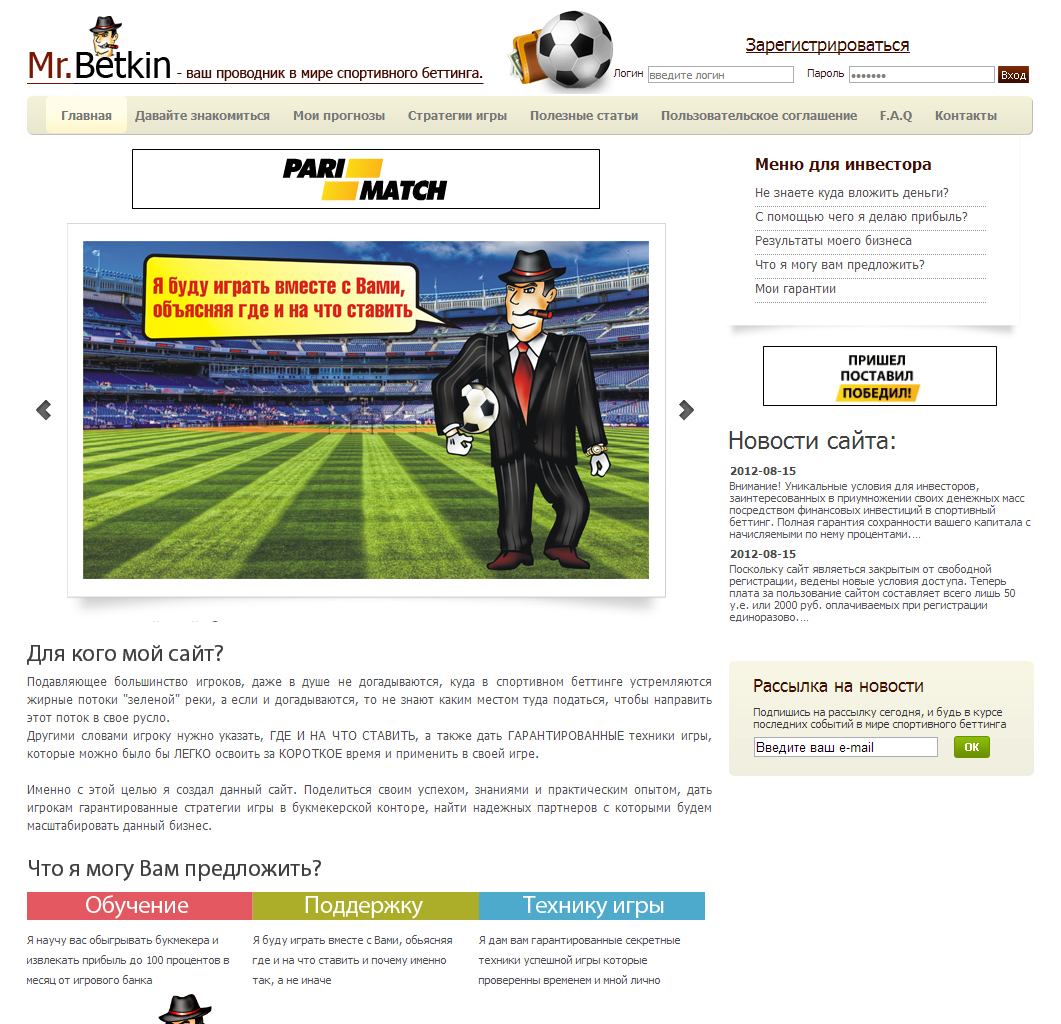 Mr.Betkin - ваш проводник в мире спортивного беттинга.
Зарегистрироваться
Логин введите логин Пароль ••••••• Вход
Главная Давайте знакомиться Мои прогнозы Стратегии игры Полезные статьи Пользовательское соглашение F.A.Q Контакты
PARI
MATCH
Я буду играть вместе с Вами,
объясняя где и на что ставить
Меню для инвестора
Не знаете куда вложить деньги?
С помощью чего я делаю прибыль?
Результаты моего бизнеса
Что я могу вам предложить?
Мои гарантии
ПРИШЕЛ
ПОСТАВИЛ
ПОБЕДИЛ!
Новости сайта:
2012-08-15
Внимание! Уникальные условия для инвесторов,
заинтересованных в приумножении своих денежных масс
посредством финансовых инвестиций в спортивный
беттинг. Полная гарантия сохранности вашего капитала с
начисляемыми по нему процентами....
2012-08-15
Поскольку сайт являеться закрытым от свободной
регистрации, ведены новые условия доступа. Теперь
плата за пользование сайтом составляет всего лишь 50
у.е. или 2000 руб. оплачиваемых при регистрации
единоразово....
Рассылка на новости
Подпишись на рассылку сегодня, и будь в курсе
последних событий в мире спортивного беттинга
Введите ваш e-mail ОК
Для кого мой сайт?
Подавляющее большинство игроков, даже в душе не догадываются, куда в спортивном беттинге устремляются
жирные потоки "зеленой" реки, а если и догадываются, то не знают каким местом туда податься, чтобы направить
этот поток в свое русло.
Другими словами игроку нужно указать, ГДЕ И НА ЧТО СТАВИТЬ, а также дать ГАРАНТИРОВАННЫЕ техники игры,
которые можно было бы ЛЕГКО освоить за КОРОТКОЕ время и применить в своей игре.
Именно с этой целью я создал данный сайт. Поделиться своим успехом, знаниями и практическим опытом, дать
игрокам гарантированные стратегии игры в букмекерской конторе, найти надежных партнеров с которыми будем
масштабировать данный бизнес.
Что я могу Вам предложить?
Обучение Поддержку Технику игры
Я научу вас обыгрывать букмекера и
извлекать прибыль до 100 процентов в
месяц от игрового банка
Я буду играть вместе с Вами, обьясняя
где и на что ставить и почему именно
так, а не иначе
Я дам вам гарантированные секретные
техники успешной игры которые
проверенны временем и мной лично